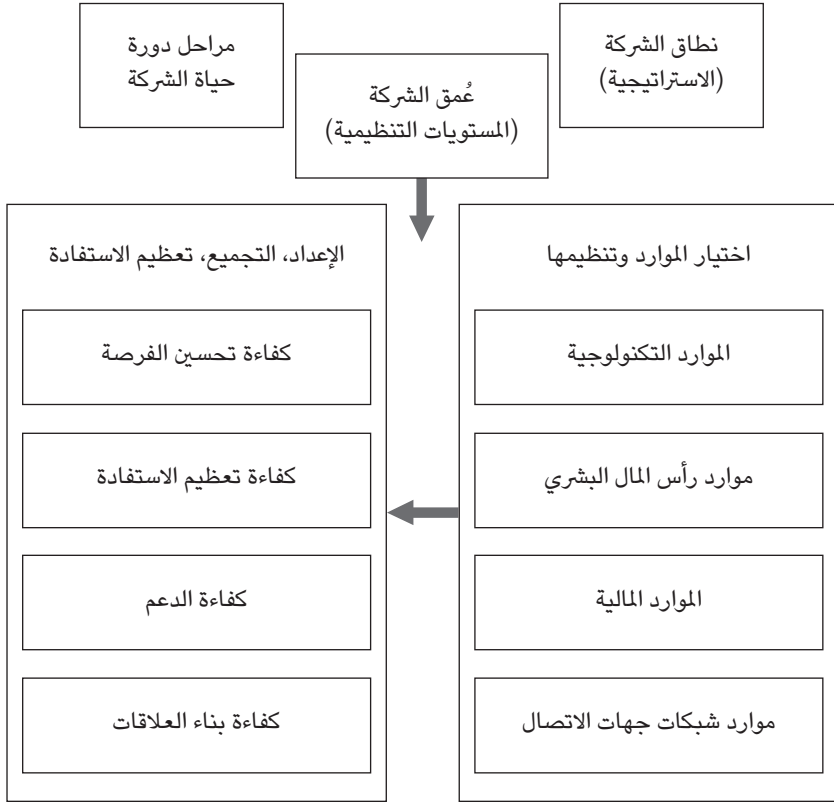 نطاق الشركة
(الاستراتيجية)
عُمق الشركة
(المستويات التنظيمية)
مراحل دورة
حياة الشركة
اختيار الموارد وتنظيمها
الموارد التكنولوجية
موارد رأس المال البشري
الموارد المالية
موارد شبكات جهات الاتصال
الإعداد، التجميع، تعظيم الاستفادة
كفاءة تحسين الفرصة
كفاءة تعظيم الاستفادة
كفاءة الدعم
كفاءة بناء العلاقات